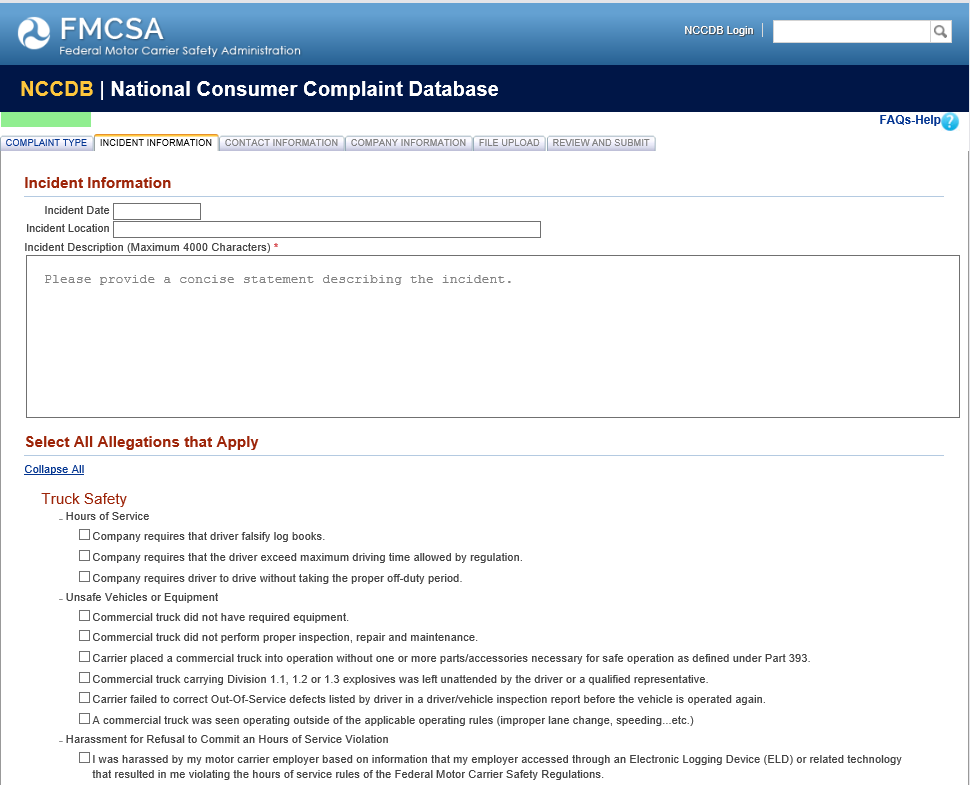 FMCSA
Federal Motor Carrier Safety Administration
NCCDB Login
NCCDB | National Consumer Complaint Database
FAQs-Help ?
COMPLAINT TYPE INCIDENT INFORMATION CONTACT INFORMATION COMPANY INFORMATION FILE UPLOAD REVIEW AND SUBMIT
Incident Information
Incident Date
Incident Location
Incident Description (Maximum 4000 Characters) *
Please provide a concise statement describing the incident.
Select All Allegations that Apply
Collapse All
Truck Safety
- Hours of Service
Company requires that driver falsify log books.
Company requires that the driver exceed maximum driving time allowed by regulation.
Company requires driver to drive without taking the proper off-duty period.
- Unsafe Vehicles or Equipment
Commercial truck did not have required equipment.
Commercial truck did not perform proper inspection, repair and maintenance.
Carrier placed a commercial truck into operation without one or more parts/accessories necessary for safe operation as defined under Part 393.
Commercial truck carrying Division 1.1, 1.2 or 1.3 explosives was left unattended by the driver or a qualified representative.
Carrier failed to correct Out-Of-Service defects listed by driver in a driver/vehicle inspection report before the vehicle is operated again.
A commercial truck was seen operating outside of the applicable operating rules (improper lane change, speeding...etc.)
- Harassment for Refusal to Commit an Hours of Service Violation
I was harassed by my motor carrier employer based on information that my employer accessed through an Electronic Logging Device (ELD) or related technology
that resulted in me violating the hours of service rules of the Federal Motor Carrier Safety Regulations.